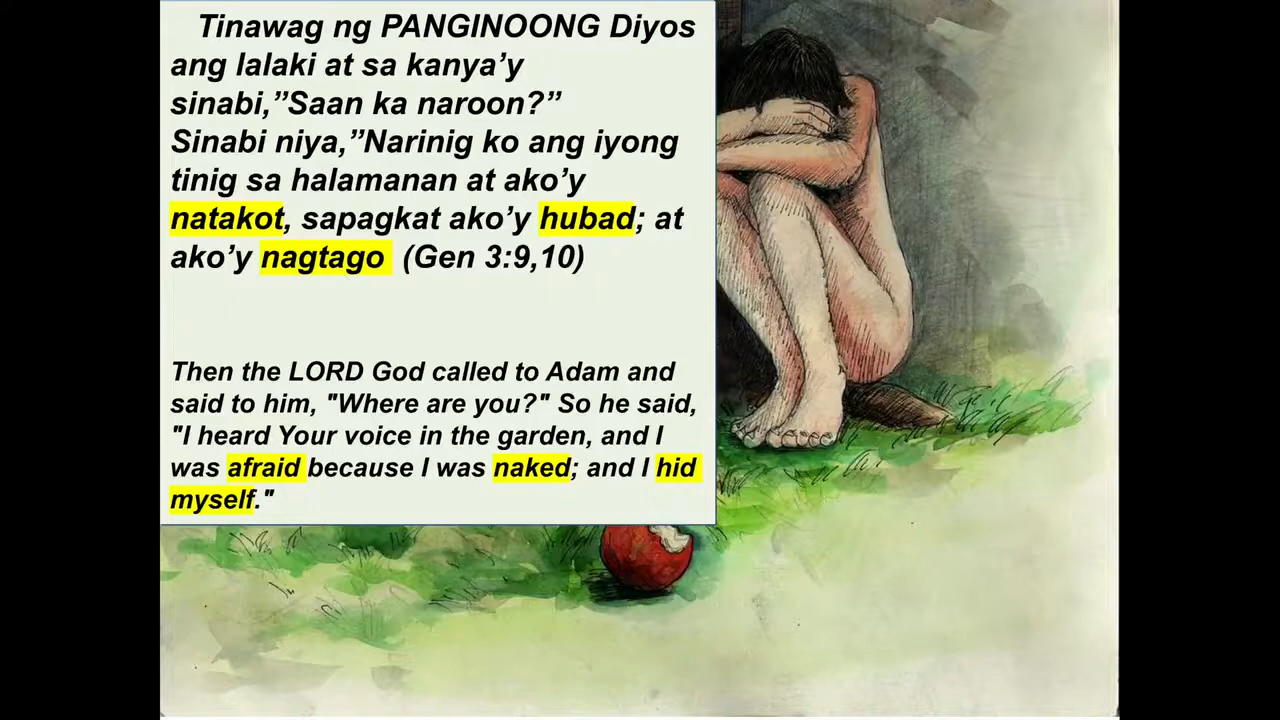 Tinawag ng PANGINOONG Diyos
ang lalaki at sa kanya’y
sinabi,”Saan ka naroon?”
Sinabi niya,”Narinig ko ang iyong
tinig sa halamanan at ako’y
natakot, sapagkat ako’y hubad; at
ako’y nagtago (Gen 3:9,10)
Then the LORD God called to Adam and
said to him, "Where are you?" So he said,
"I heard Your voice in the garden, and I
was afraid because I was naked; and I hid
myself."